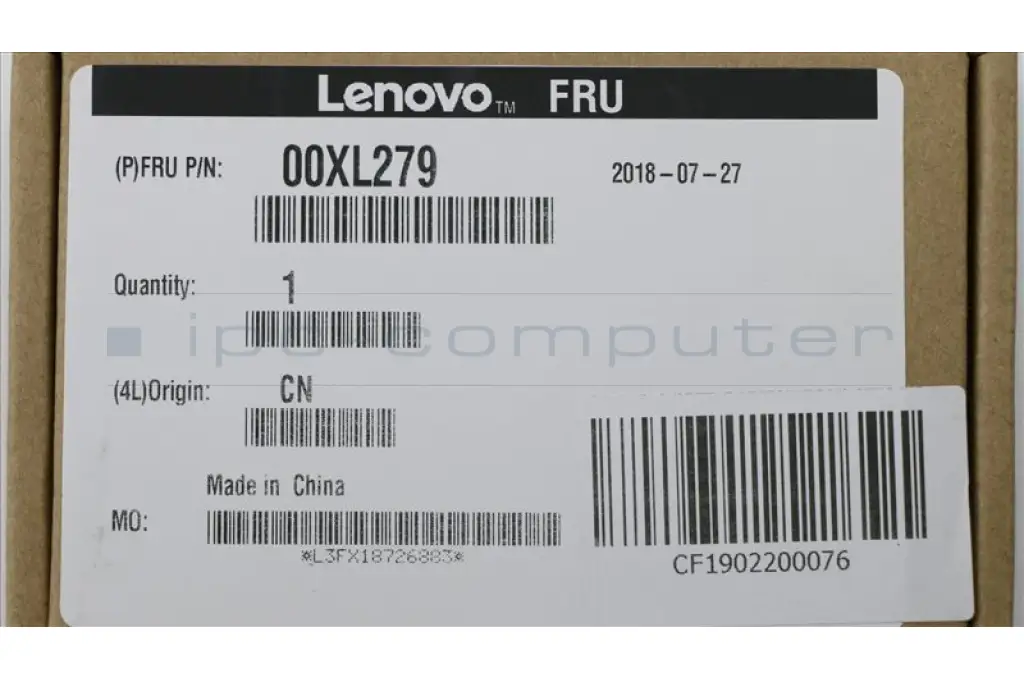 Lenovo™ FRU
(P)FRU P/N: 00XL279 2018-07-27
Quantity: 1
ipc computer
(4L)Origin: CN
Made in China
MO:
*L3FX18726883*
CF1902200076